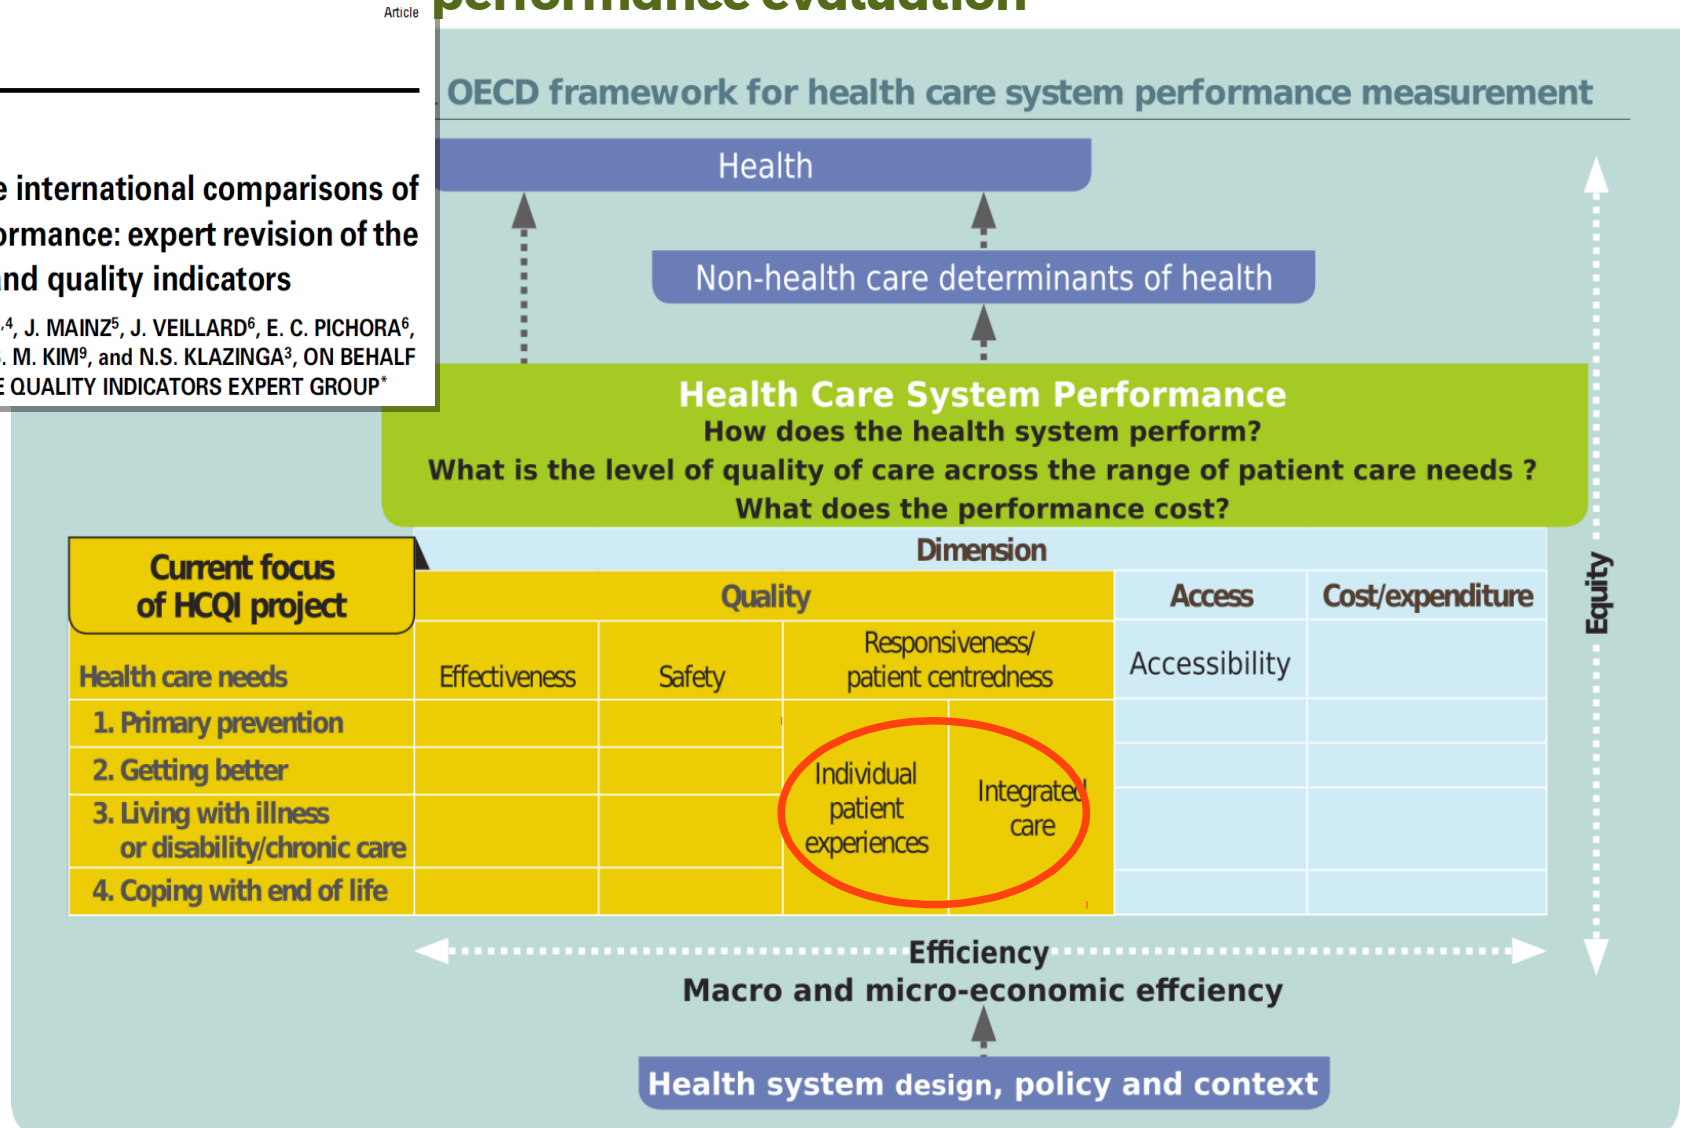 performance evaluation
Article
OECD framework for health care system performance measurement
international comparisons of
expert revision of the
and quality indicators
4, J. MAINZ5, J. VEILLARD6, E. C. PICHORA6,
. M. KIM9, and N.S. KLAZINGA3, ON BEHALF
QUALITY INDICATORS EXPERT GROUP*
Health
Non-health care determinants of health
Health Care System Performance
How does the health system perform?
What is the level of quality of care across the range of patient care needs ?
What does the performance cost?
Current focus
of HCQI project
Dimension
Quality
Access
Cost/expenditure
Health care needs
Effectiveness
Safety
Responsiveness/
patient centredness
Accessibility
1. Primary prevention
2. Getting better
3. Living with illness
or disability/chronic care
4. Coping with end of life
Individual
patient
experiences
Integrated
care
Equity
Efficiency
Macro and micro-economic effciency
Health system design, policy and context